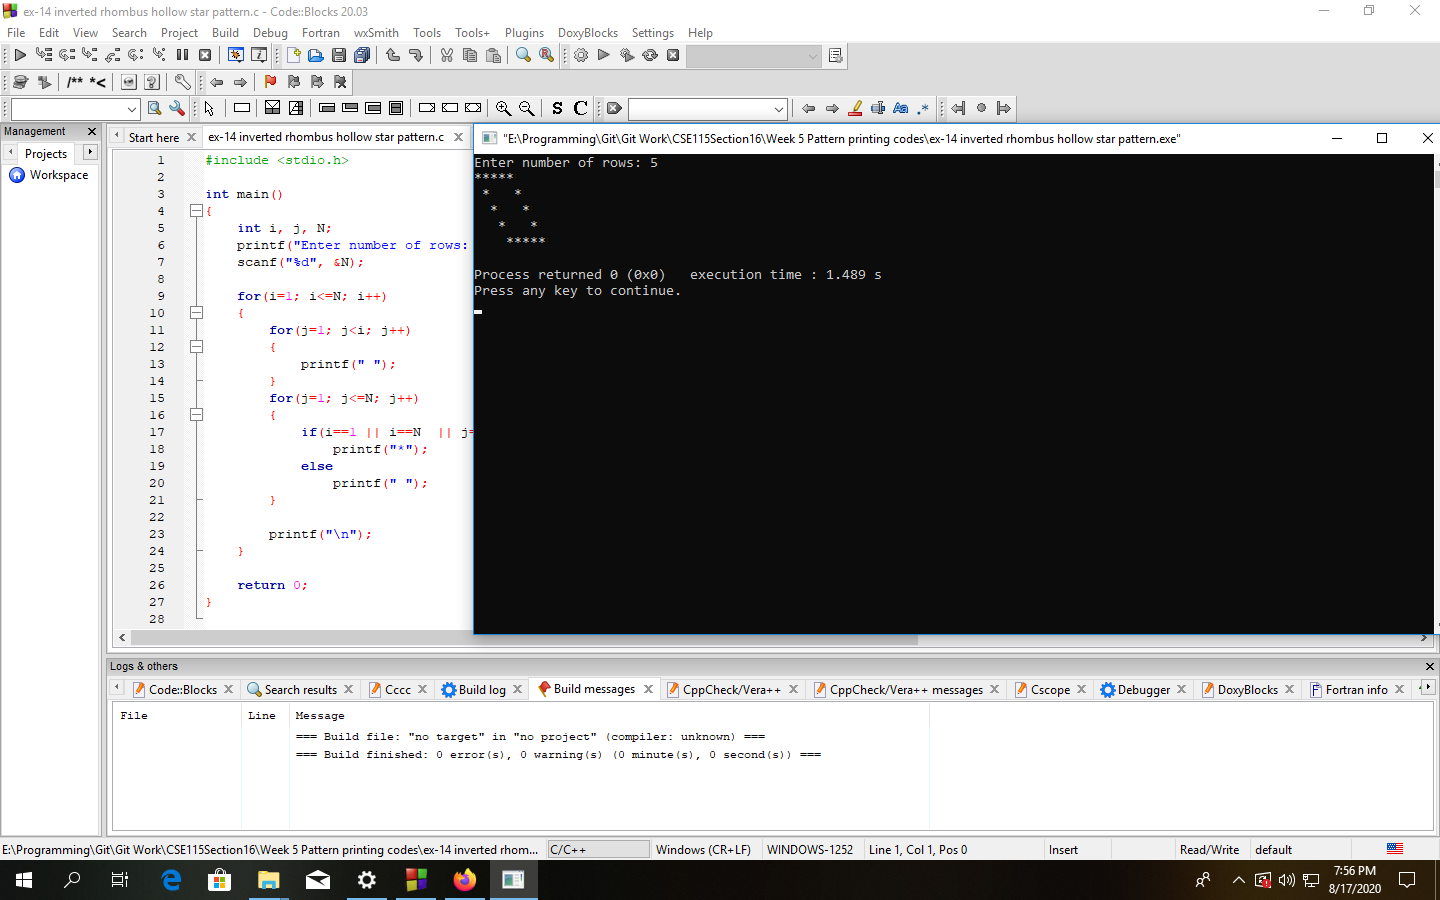 ex-14 inverted rhombus hollow star pattern.c - Code::Blocks 20.03
File Edit View Search Project Build Debug Fortran wxSmith Tools Tools+ Plugins DoxyBlocks Settings Help
/** *<
S C
Aa .*
Management
Projects
Workspace
Start here ex-14 inverted rhombus hollow star pattern.c
1 #include <stdio.h>
2
3 int main()
4 {
5 int i, j, N;
6 printf("Enter number of rows:
7 scanf("%d", &N);
8
9 for(i=1; i<=N; i++)
10 {
11 for(j=1; j<i; j++)
12 {
13 printf(" ");
14 }
15 for(j=1; j<=N; j++)
16 {
17 if(i==1 || i==N  || j=
18 printf("*");
19 else
20 printf(" ");
21 }
22
23 printf("\n");
24 }
25
26 return 0;
27 }
28
"E:\Programming\Git\Git Work\CSE115Section16\Week 5 Pattern printing codes\ex-14 inverted rhombus hollow star pattern.exe"
Enter number of rows: 5
*****
 *   *
  *   *
   *   *
    *****
Process returned 0 (0x0)   execution time : 1.489 s
Press any key to continue.
Logs & others
Code::Blocks Search results Cccc Build log Build messages CppCheck/Vera++ CppCheck/Vera++ messages Cscope Debugger DoxyBlocks Fortran info
File Line Message
=== Build file: "no target" in "no project" (compiler: unknown) ===
=== Build finished: 0 error(s), 0 warning(s) (0 minute(s), 0 second(s)) ===
E:\Programming\Git\Git Work\CSE115Section16\Week 5 Pattern printing codes\ex-14 inverted rhom... C/C++ Windows (CR+LF) WINDOWS-1252 Line 1, Col 1, Pos 0 Insert Read/Write default
7:56 PM
8/17/2020